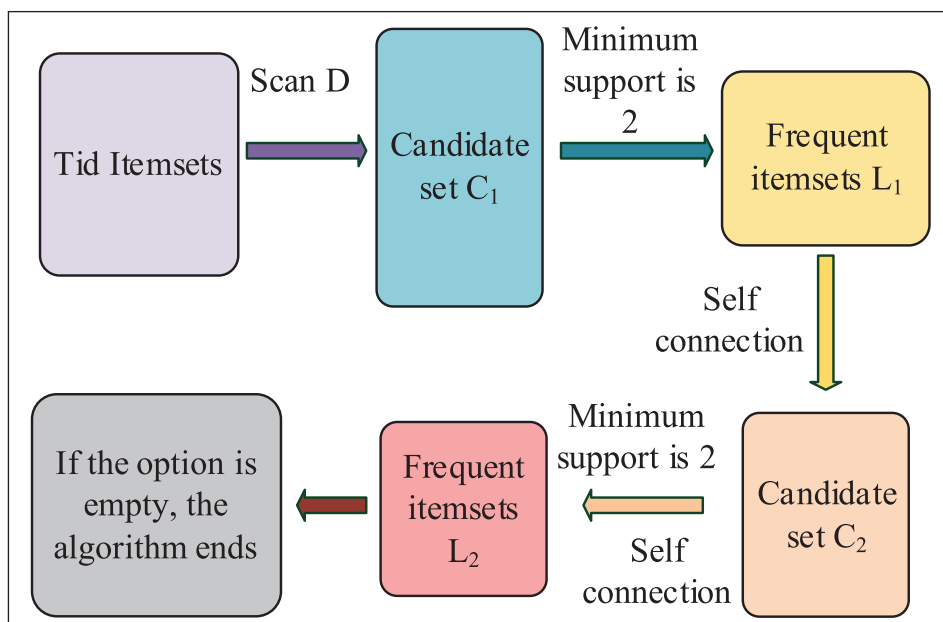 Tid Itemsets
Scan D
Candidate
set C₁
Minimum
support is
2
Frequent
itemsets L₁
Self
connection
Candidate
set C₂
Minimum
support is 2
Self
connection
Frequent
itemsets
L₂
If the option is
empty, the
algorithm ends